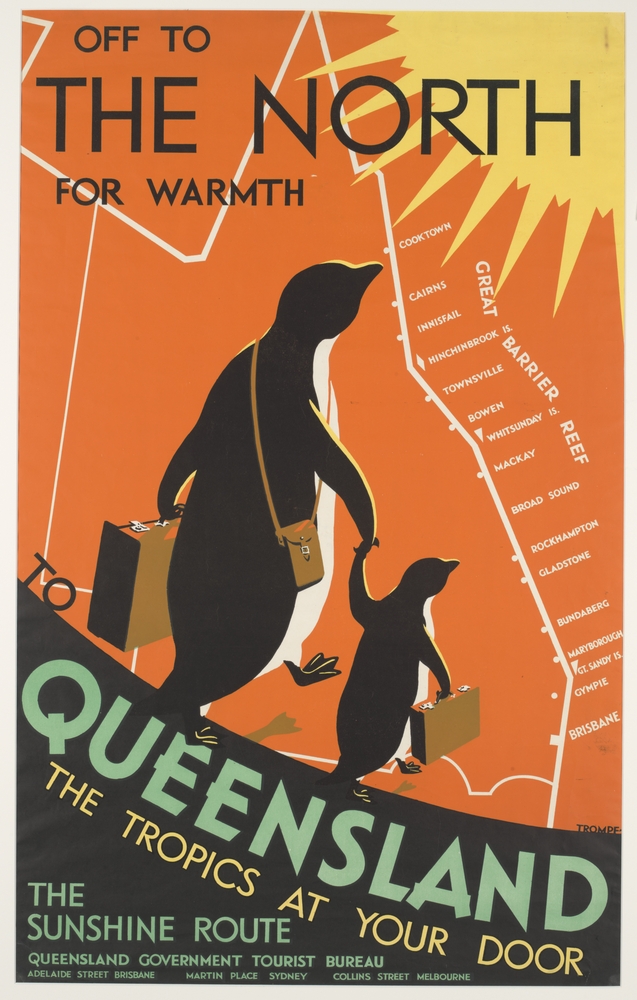 OFF TO
THE NORTH
FOR WARMTH
COOKTOWN
CAIRNS
INNISFAIL
HINCHINBROOK IS.
TOWNSVILLE
BOWEN
WHITSUNDAY IS.
MACKAY
BROAD SOUND
ROCKHAMPTON
GLADSTONE
BUNDABERG
MARYBOROUGH
GT. SANDY IS.
GYMPIE
BRISBANE
GREAT BARRIER REEF
TO
QUEENSLAND
THE TROPICS AT YOUR DOOR
TROMPF
THE
SUNSHINE ROUTE
QUEENSLAND GOVERNMENT TOURIST BUREAU
ADELAIDE STREET BRISBANE MARTIN PLACE SYDNEY COLLINS STREET MELBOURNE